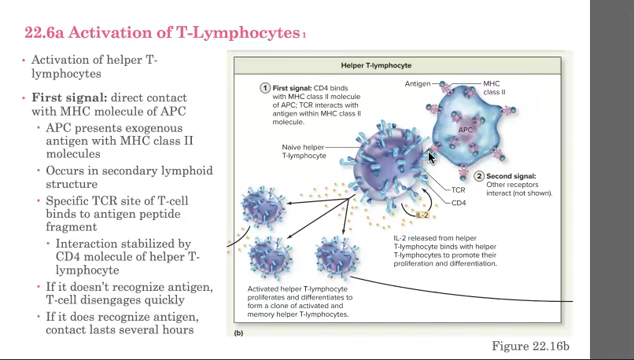 22.6a Activation of T-Lymphocytes 1
• Activation of helper T-
lymphocytes
• First signal: direct contact
with MHC molecule of APC
• APC presents exogenous
antigen with MHC class II
molecules
• Occurs in secondary lymphoid
structure
• Specific TCR site of T-cell
binds to antigen peptide
fragment
• Interaction stabilized by
CD4 molecule of helper T-
lymphocyte
• If it doesn't recognize antigen,
T-cell disengages quickly
• If it does recognize antigen,
contact lasts several hours
Helper T-lymphocyte
1 First signal: CD4 binds
with MHC class II molecule
of APC; TCR interacts with
antigen within MHC class II
molecule.
Antigen
MHC
class II
APC
Naive helper
T-lymphocyte
2 Second signal:
Other receptors
interact (not shown).
TCR
CD4
IL-2
IL-2 released from helper
T-lymphocyte binds with helper
T-lymphocytes to promote their
proliferation and differentiation.
Activated helper T-lymphocyte
proliferates and differentiates to
form a clone of activated and
memory helper T-lymphocytes.
(b)
Figure 22.16b